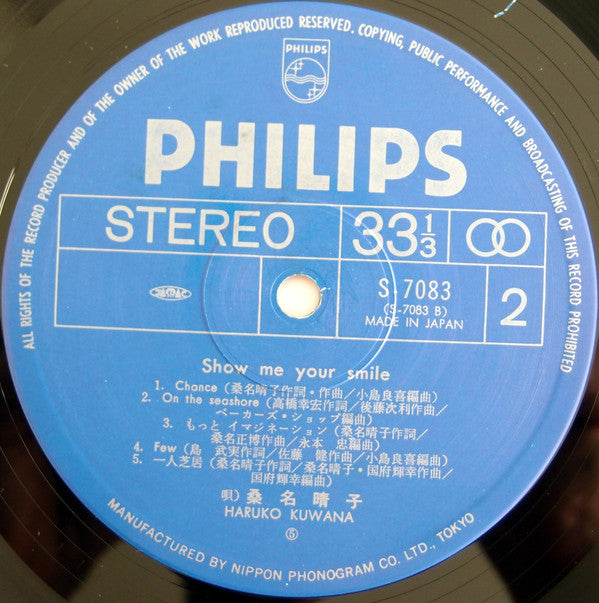 ALL RIGHTS OF THE RECORD PRODUCER AND OF THE OWNER OF THE WORK REPRODUCED RESERVED. COPYING, PUBLIC PERFORMANCE AND BROADCASTING OF THIS RECORD PROHIBITED
PHILIPS
PHILIPS
STEREO
33 1/3
S-7083
(S-7083 B)
MADE IN JAPAN
2
Show me your smile
1. Chance (桑名晴子作詞・作曲／小島良喜編曲)
2. On the seashore (高橋幸宏作詞／後藤次利作曲／
ベーカーズ・ショップ編曲)
3. もっと イマジネーション (桑名晴子作詞／
桑名正博作曲／永本 忠編曲)
4. Few (鳥 武実作詞／佐藤 健作曲／小島良喜編曲)
5. 一人芝居 (桑名晴子作詞／桑名晴子・国府輝幸作曲／
国府輝幸編曲)
唄) 桑名晴子
HARUKO KUWANA
⑤
MANUFACTURED BY NIPPON PHONOGRAM CO. LTD., TOKYO